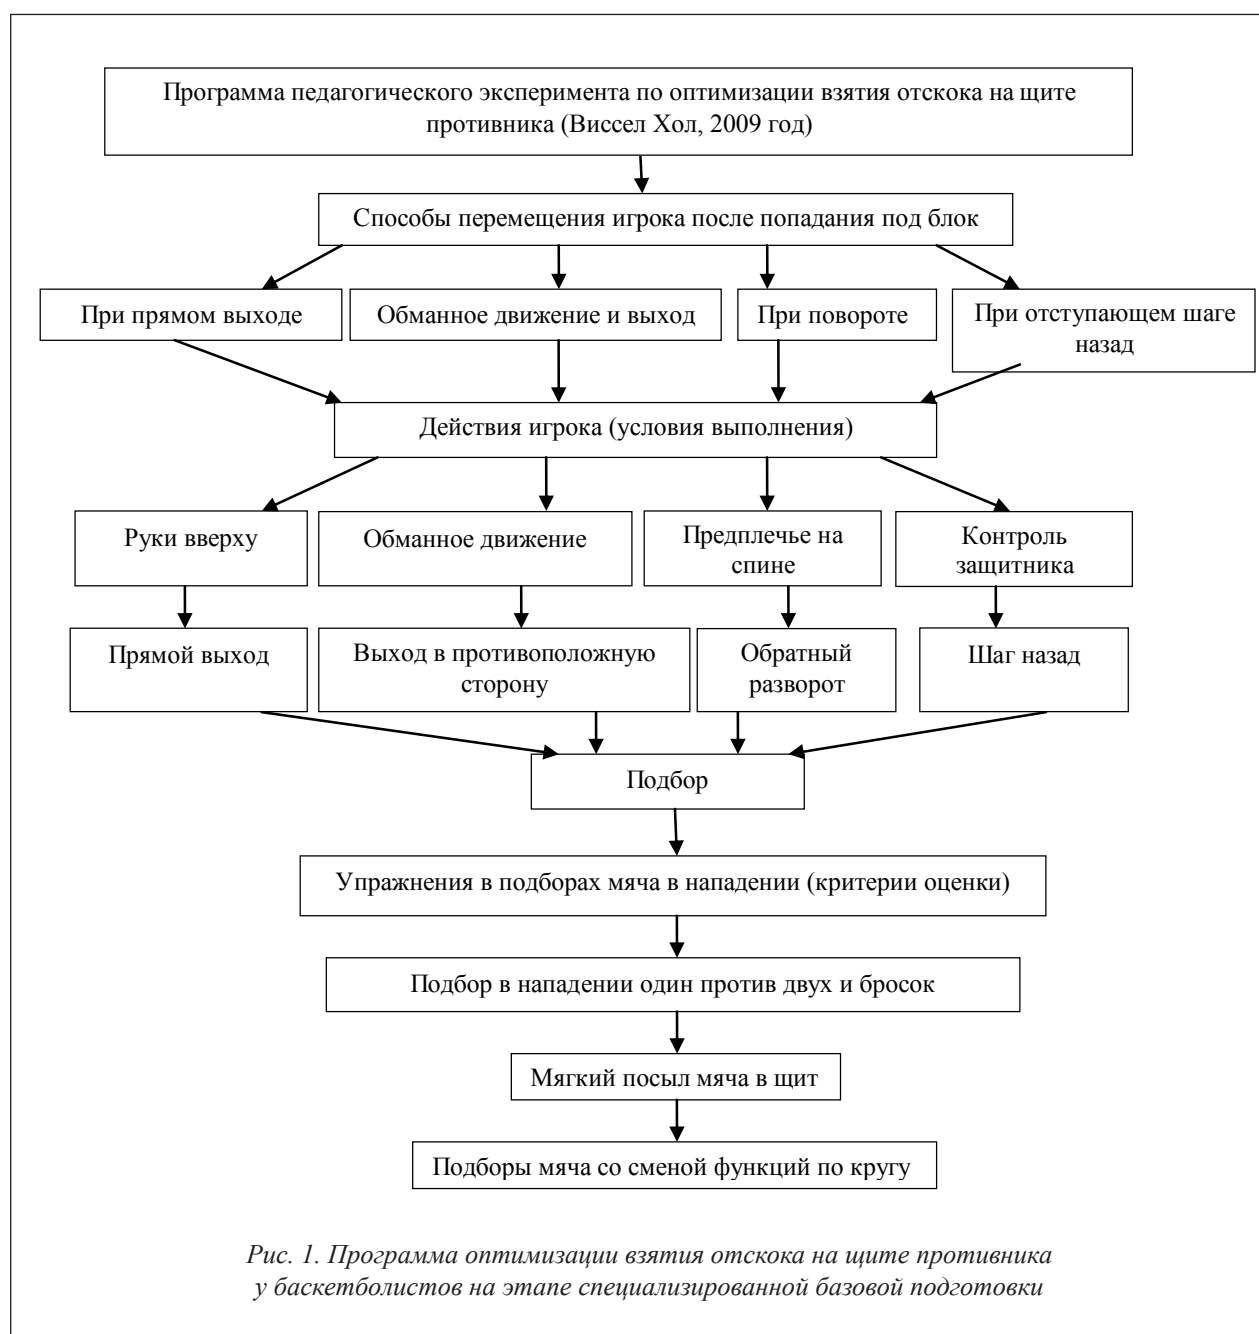 Программа педагогического эксперимента по оптимизации взятия отскока на щите
противника (Виссел Хол, 2009 год)
Способы перемещения игрока после попадания под блок
При прямом выходе
Обманное движение и выход
При повороте
При отступающем шаге
назад
Действия игрока (условия выполнения)
Руки вверху
Обманное движение
Предплечье на
спине
Контроль
защитника
Прямой выход
Выход в противоположную
сторону
Обратный
разворот
Шаг назад
Подбор
Упражнения в подборах мяча в нападении (критерии оценки)
Подбор в нападении один против двух и бросок
Мягкий посыл мяча в щит
Подборы мяча со сменой функций по кругу
Рис. 1. Программа оптимизации взятия отскока на щите противника
у баскетболистов на этапе специализированной базовой подготовки